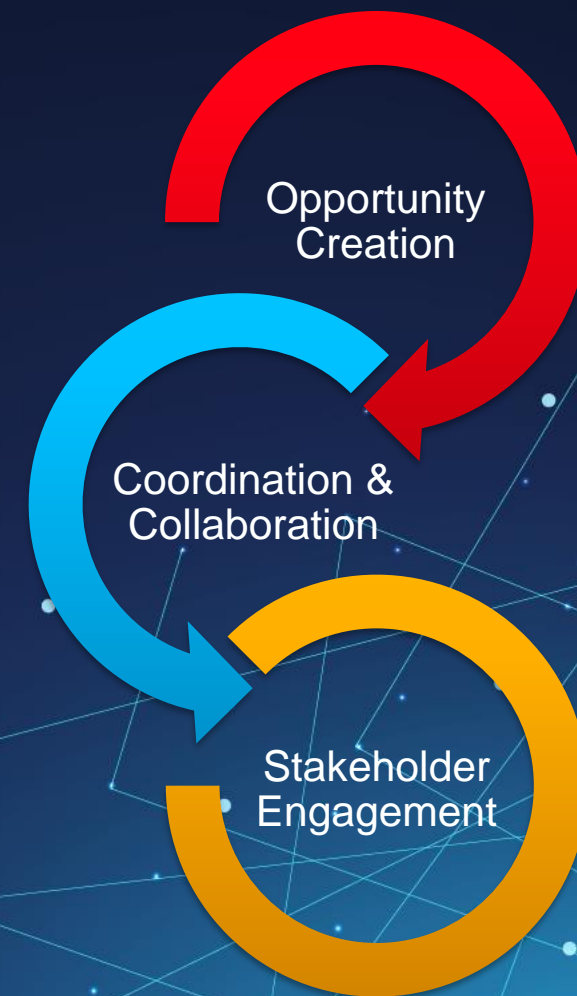 Opportunity
Creation
Coordination &
Collaboration
Stakeholder
Engagement